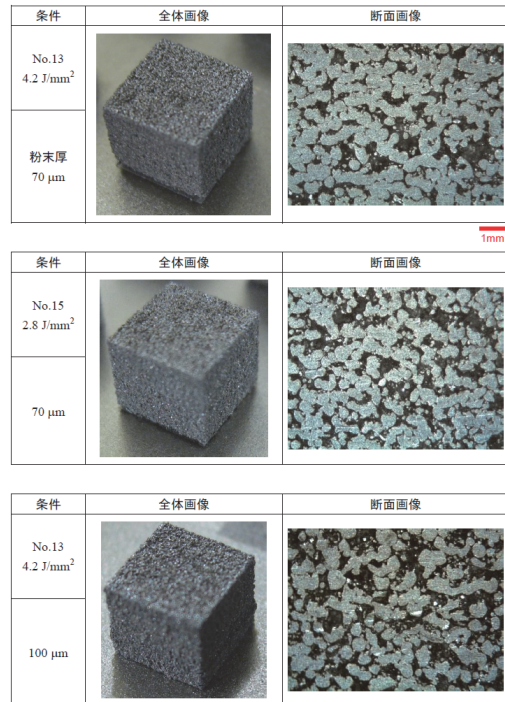 条件 全体画像 断面画像
No.13
4.2 J/mm²
粉末厚
70 μm
1mm
条件 全体画像 断面画像
No.15
2.8 J/mm²
70 μm
条件 全体画像 断面画像
No.13
4.2 J/mm²
100 μm